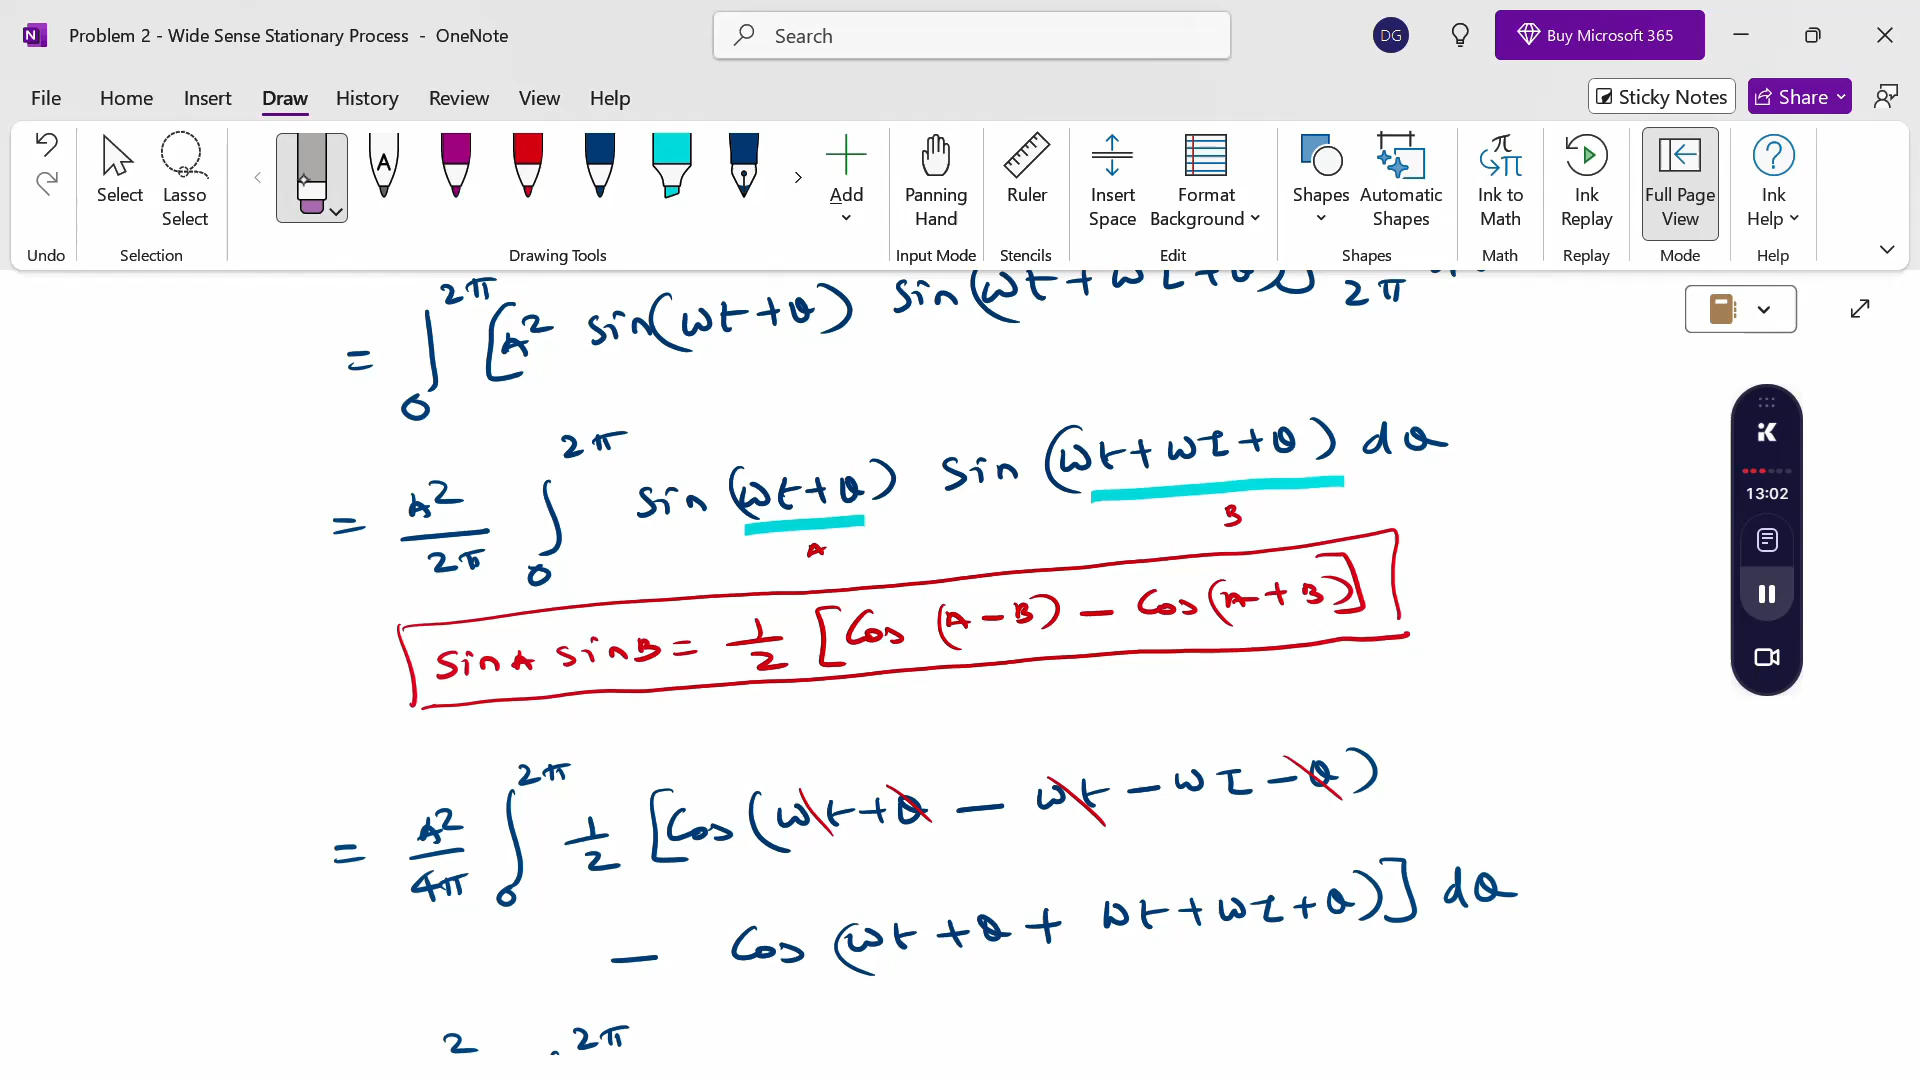 Problem 2 - Wide Sense Stationary Process - OneNote
Search
DG
Buy Microsoft 365
File Home Insert Draw History Review View Help
Sticky Notes
Share
A
Select
Lasso Select
Add
Panning Hand
Ruler
Insert Space
Format Background
Shapes
Automatic Shapes
Ink to Math
Ink Replay
Full Page View
Ink Help
Undo Selection Drawing Tools Input Mode Stencils Edit Shapes Math Replay Mode Help
= ∫₀^2π [A² sin(ωt+θ) sin(ωt+ωτ+θ)] 2π
= A²/2π ∫₀^2π sin(ωt+θ) sin(ωt+ωτ+θ) dθ
A B
sinA sinB = 1/2 [Cos(A-B) - Cos(A+B)]
= A²/4π ∫₀^2π 1/2 [Cos(ωt+θ - ωt - ωτ - θ)
- Cos(ωt+θ+ ωt+ωτ+θ)] dθ
2 2π
13:02